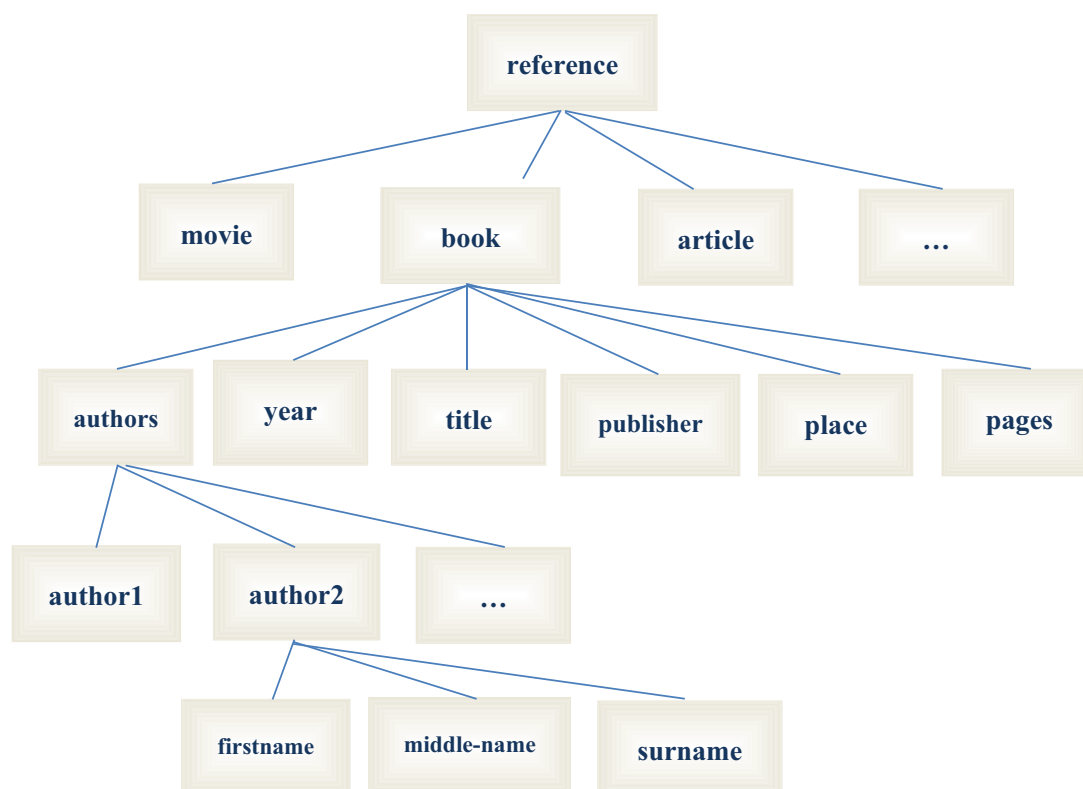 reference
movie
book
article
…
authors
year
title
publisher
place
pages
author1
author2
…
firstname
middle-name
surname